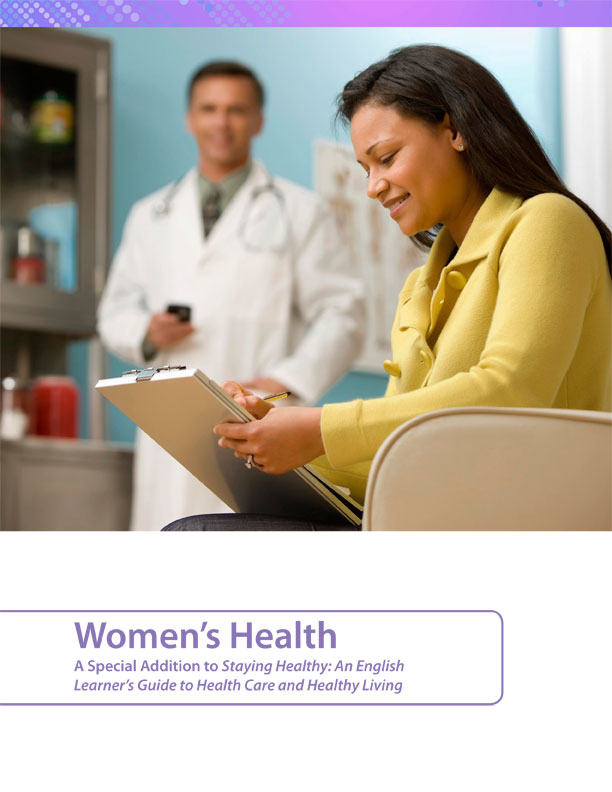 Women’s Health
A Special Addition to Staying Healthy: An English
Learner’s Guide to Health Care and Healthy Living